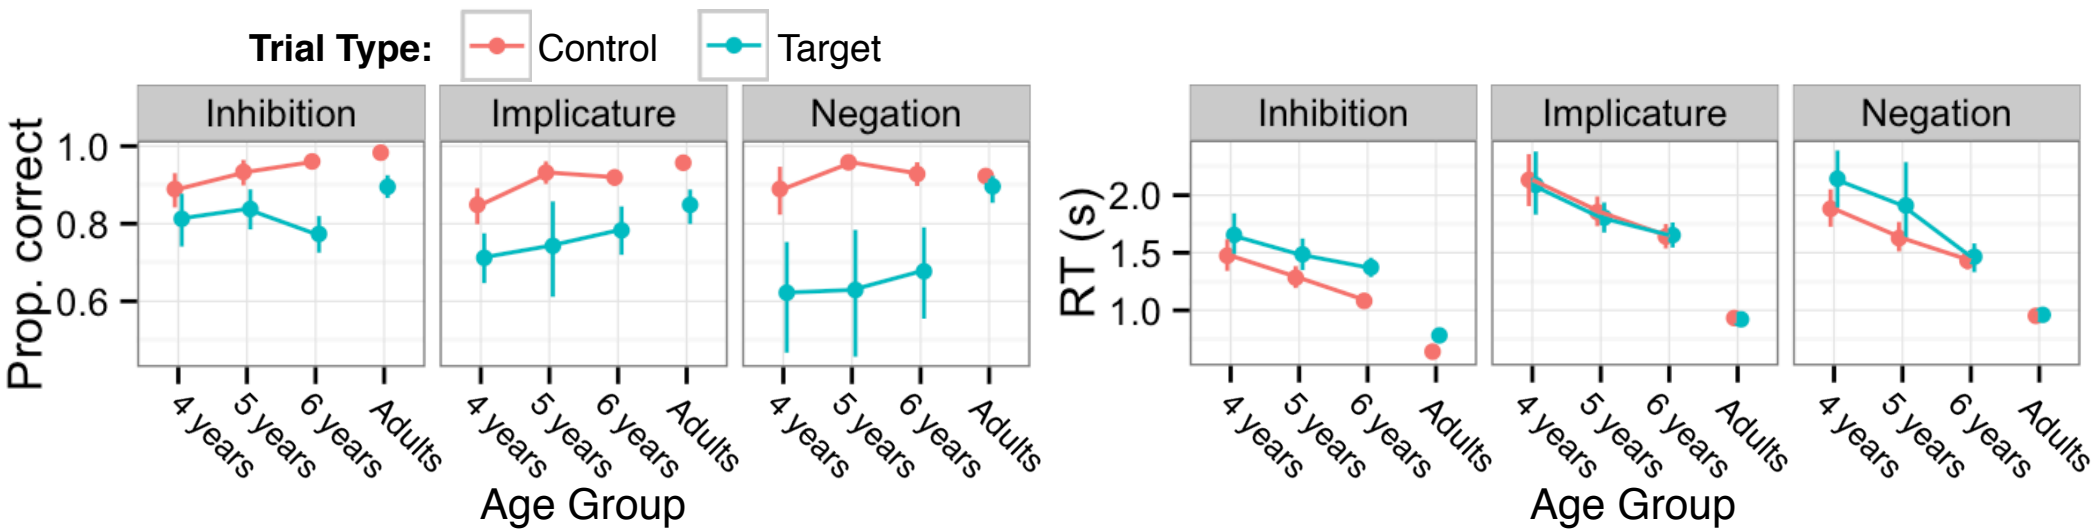 Trial Type: Control Target
Inhibition Implicature Negation
Prop. correct
1.0
0.8
0.6
4 years 5 years 6 years Adults 4 years 5 years 6 years Adults 4 years 5 years 6 years Adults
Age Group
Inhibition Implicature Negation
RT (s)
2.0
1.5
1.0
4 years 5 years 6 years Adults 4 years 5 years 6 years Adults 4 years 5 years 6 years Adults
Age Group